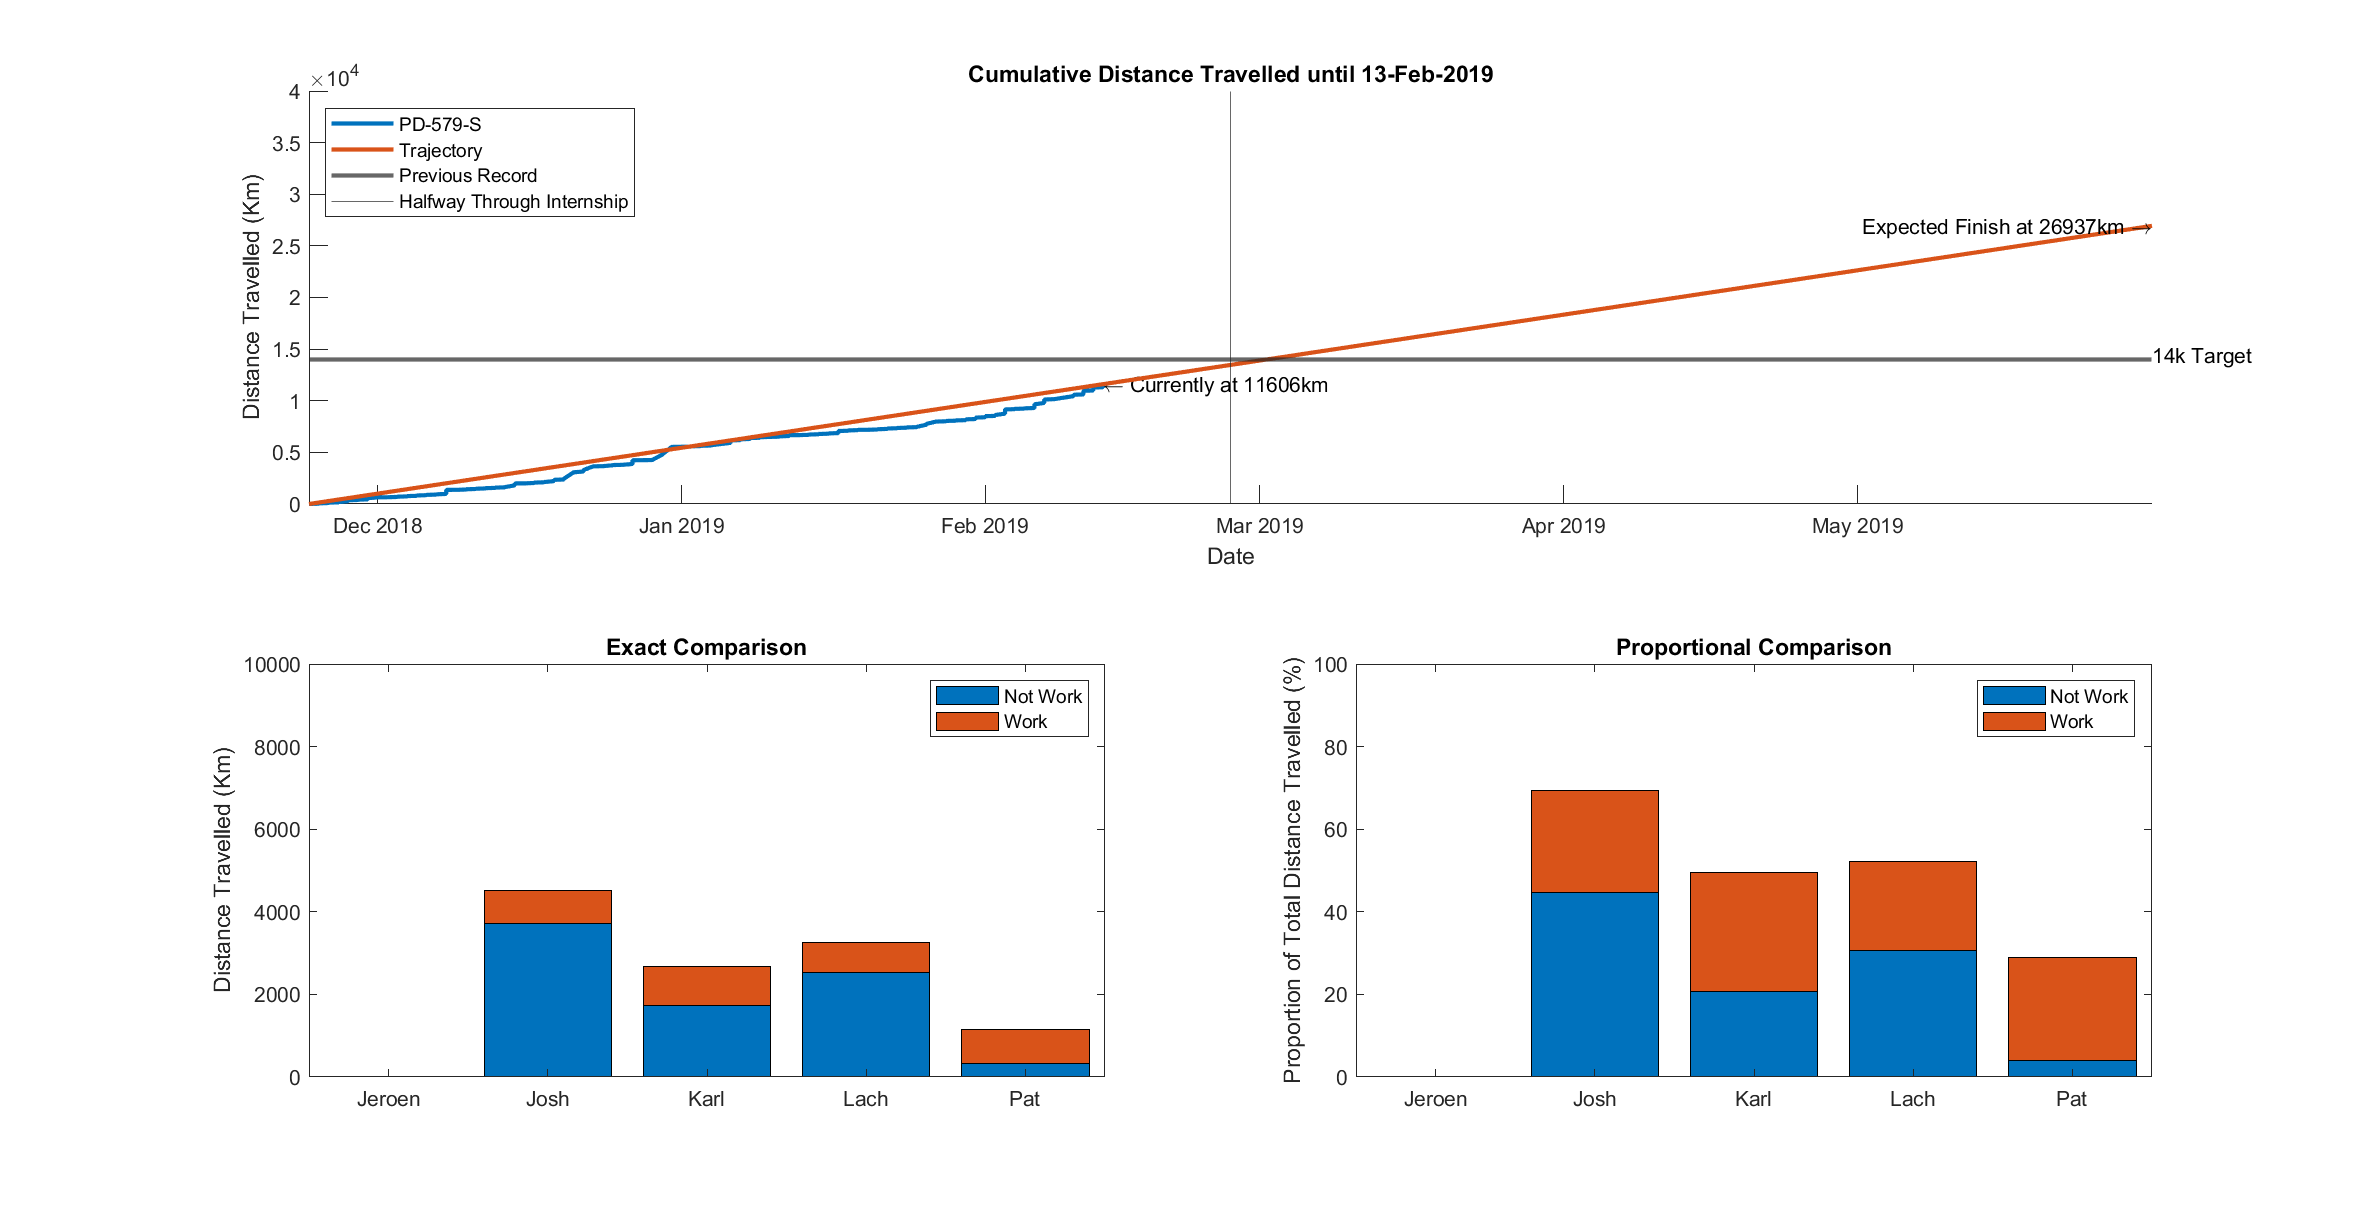 Cumulative Distance Travelled until 13-Feb-2019
×10^4
4
3.5
3
2.5
2
1.5
1
0.5
0
Distance Travelled (Km)
PD-579-S
Trajectory
Previous Record
Halfway Through Internship
Expected Finish at 26937km
14k Target
Currently at 11606km
Dec 2018 Jan 2019 Feb 2019 Mar 2019 Apr 2019 May 2019
Date
Exact Comparison
10000
8000
6000
4000
2000
0
Distance Travelled (Km)
Not Work
Work
Jeroen Josh Karl Lach Pat
Proportional Comparison
100
80
60
40
20
0
Proportion of Total Distance Travelled (%)
Not Work
Work
Jeroen Josh Karl Lach Pat